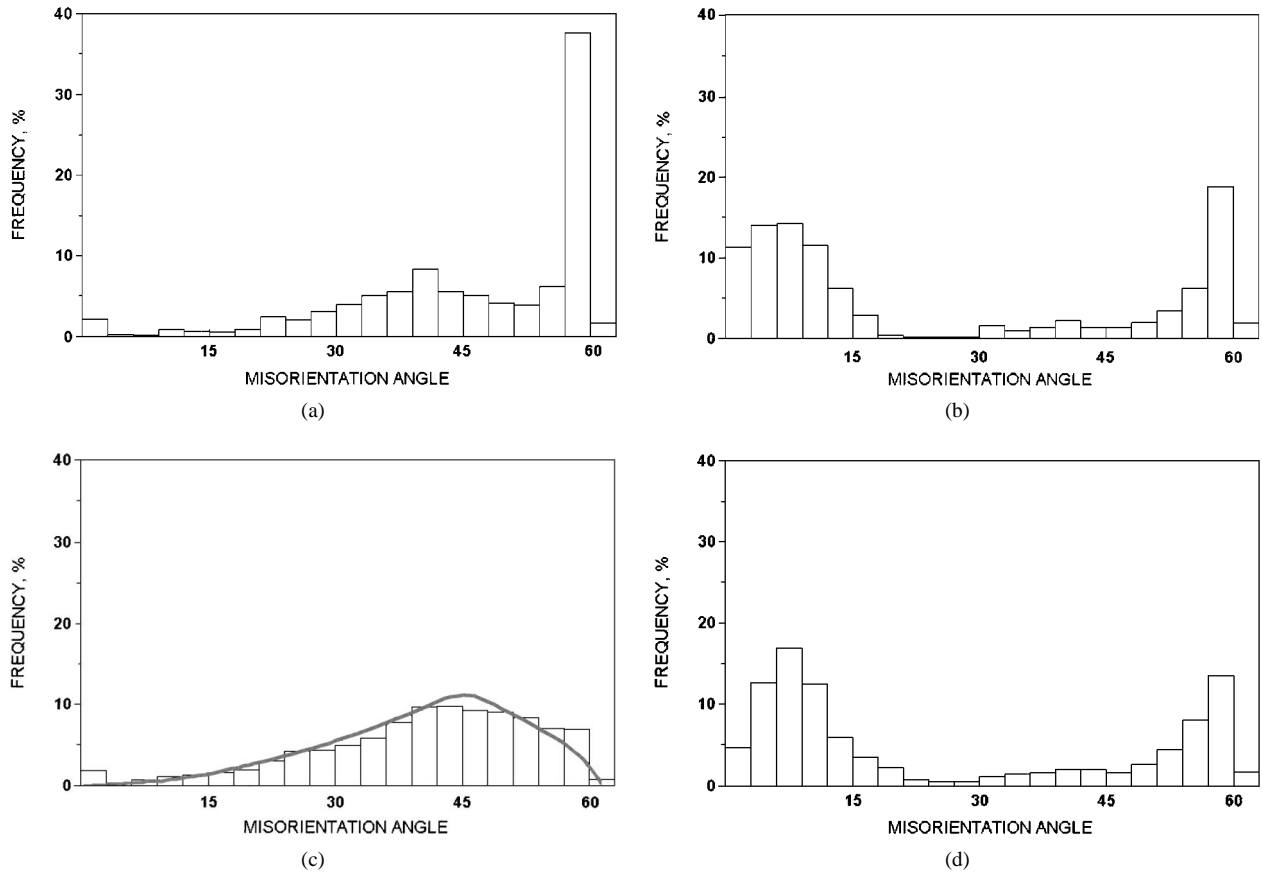 40
30
20
10
0
FREQUENCY, %
15 30 45 60
MISORIENTATION ANGLE
(a)
40
30
20
10
0
FREQUENCY, %
15 30 45 60
MISORIENTATION ANGLE
(b)
40
30
20
10
0
FREQUENCY, %
15 30 45 60
MISORIENTATION ANGLE
(c)
40
30
20
10
0
FREQUENCY, %
15 30 45 60
MISORIENTATION ANGLE
(d)